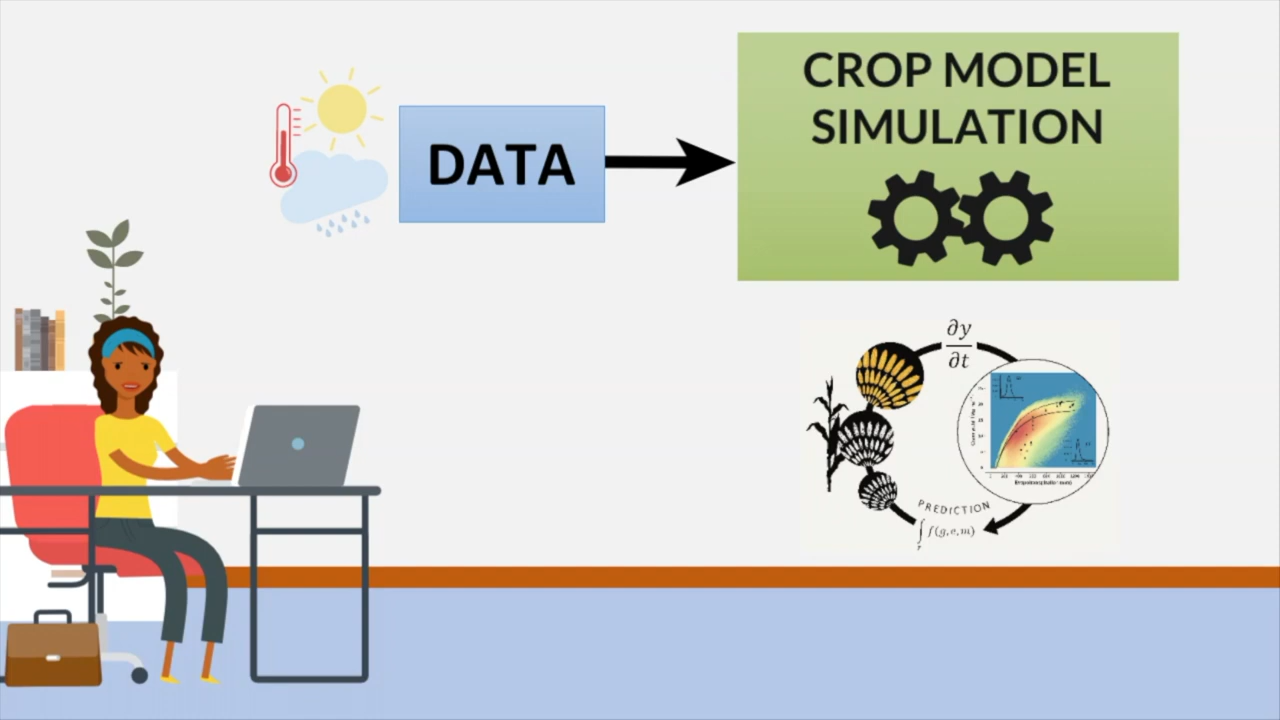 DATA
CROP MODEL
SIMULATION
∂y
∂t
PREDICTION
∫ f(g,e,m)